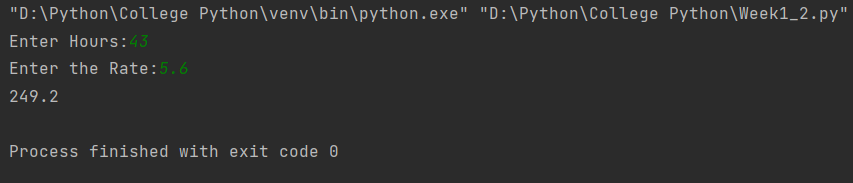 "D:\Python\College Python\venv\bin\python.exe" "D:\Python\College Python\Week1_2.py"
Enter Hours:43
Enter the Rate:5.6
249.2
Process finished with exit code 0